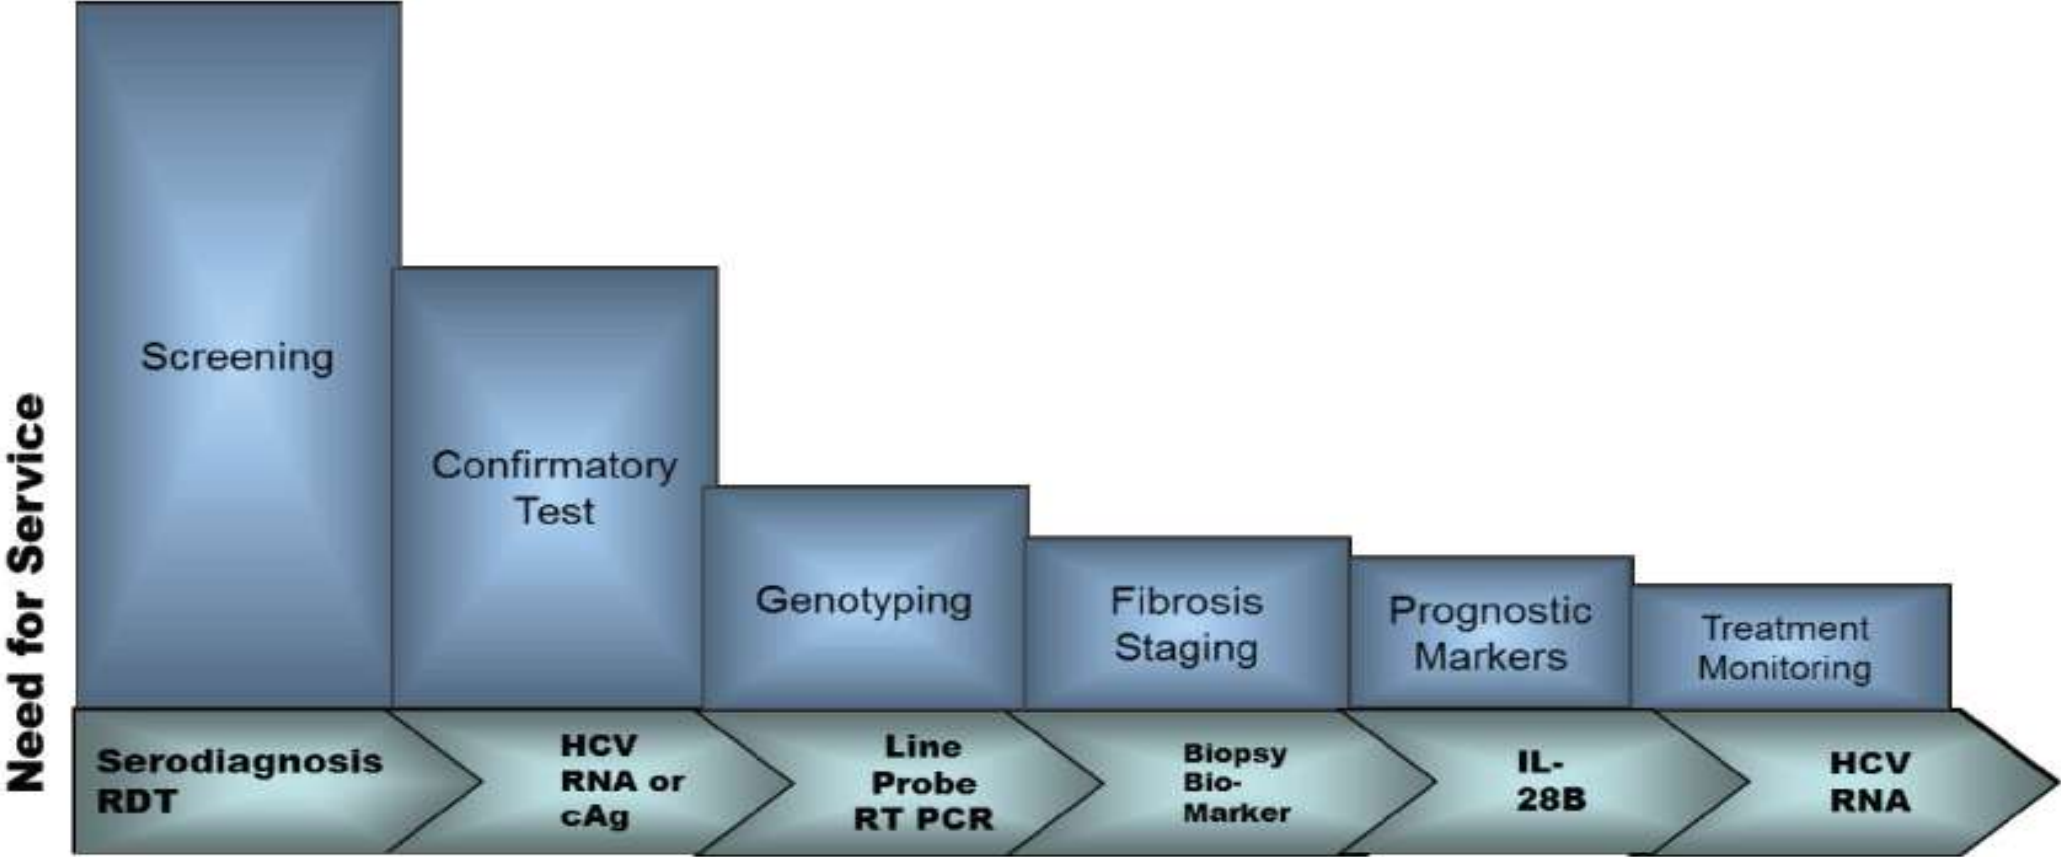 Need for Service
Screening
Confirmatory
Test
Genotyping
Fibrosis
Staging
Prognostic
Markers
Treatment
Monitoring
Serodiagnosis
RDT
HCV
RNA or
cAg
Line
Probe
RT PCR
Biopsy
Bio-
Marker
IL-
28B
HCV
RNA